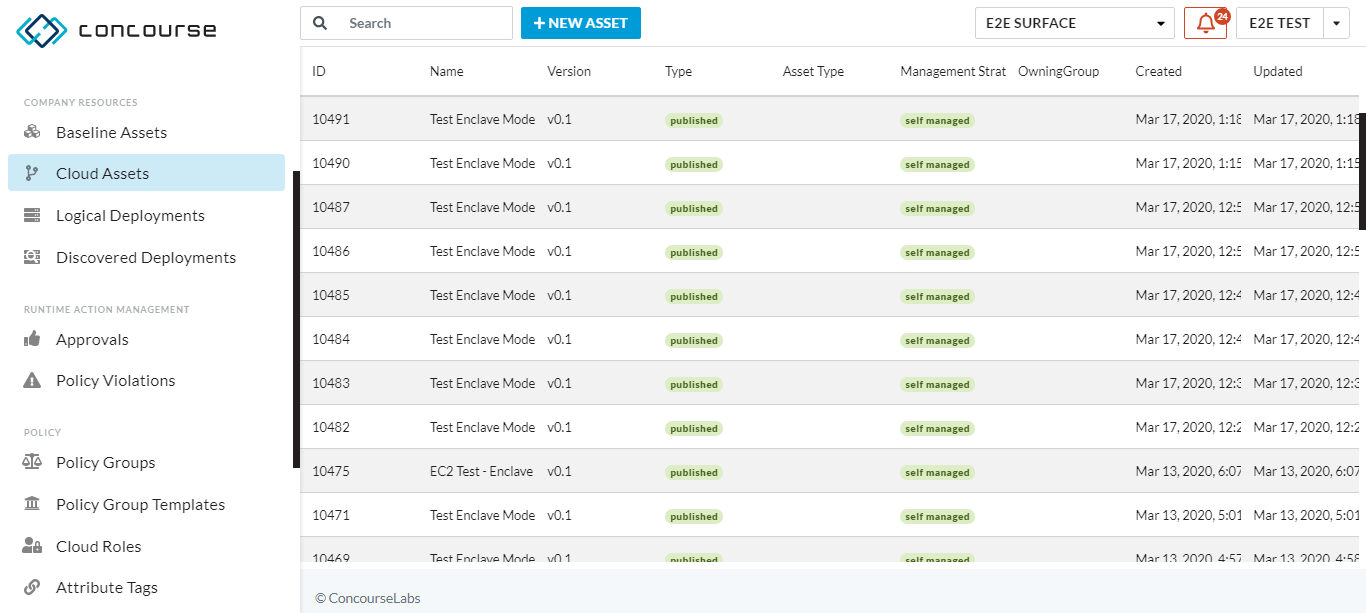 concourse
Search
+ NEW ASSET
E2E SURFACE
24
E2E TEST
COMPANY RESOURCES
Baseline Assets
Cloud Assets
Logical Deployments
Discovered Deployments
RUNTIME ACTION MANAGEMENT
Approvals
Policy Violations
POLICY
Policy Groups
Policy Group Templates
Cloud Roles
Attribute Tags
ID Name Version Type Asset Type Management Strat OwningGroup Created Updated
10491 Test Enclave Mode v0.1 published self managed Mar 17, 2020, 1:18 Mar 17, 2020, 1:18
10490 Test Enclave Mode v0.1 published self managed Mar 17, 2020, 1:15 Mar 17, 2020, 1:15
10487 Test Enclave Mode v0.1 published self managed Mar 17, 2020, 12:5 Mar 17, 2020, 12:5
10486 Test Enclave Mode v0.1 published self managed Mar 17, 2020, 12:5 Mar 17, 2020, 12:5
10485 Test Enclave Mode v0.1 published self managed Mar 17, 2020, 12:4 Mar 17, 2020, 12:4
10484 Test Enclave Mode v0.1 published self managed Mar 17, 2020, 12:4 Mar 17, 2020, 12:4
10483 Test Enclave Mode v0.1 published self managed Mar 17, 2020, 12:3 Mar 17, 2020, 12:3
10482 Test Enclave Mode v0.1 published self managed Mar 17, 2020, 12:2 Mar 17, 2020, 12:2
10475 EC2 Test - Enclave v0.1 published self managed Mar 13, 2020, 6:07 Mar 13, 2020, 6:07
10471 Test Enclave Mode v0.1 published self managed Mar 13, 2020, 5:01 Mar 13, 2020, 5:01
10469 Test Enclave Mode v0.1 published self managed Mar 13, 2020, 4:57 Mar 13, 2020, 4:58
© ConcourseLabs